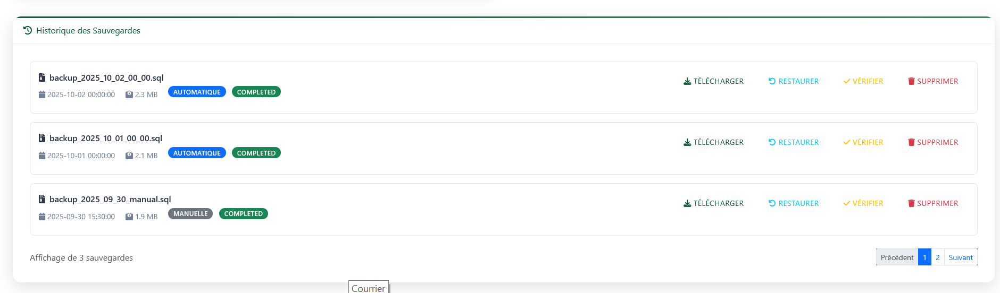 Historique des Sauvegardes
backup_2025_10_02_00_00.sql
2025-10-02 00:00:00 2.3 MB AUTOMATIQUE COMPLETED
TÉLÉCHARGER RESTAURER VÉRIFIER SUPPRIMER
backup_2025_10_01_00_00.sql
2025-10-01 00:00:00 2.1 MB AUTOMATIQUE COMPLETED
TÉLÉCHARGER RESTAURER VÉRIFIER SUPPRIMER
backup_2025_09_30_manual.sql
2025-09-30 15:30:00 1.9 MB MANUELLE COMPLETED
TÉLÉCHARGER RESTAURER VÉRIFIER SUPPRIMER
Affichage de 3 sauvegardes
Précédent 1 2 Suivant
Courrier